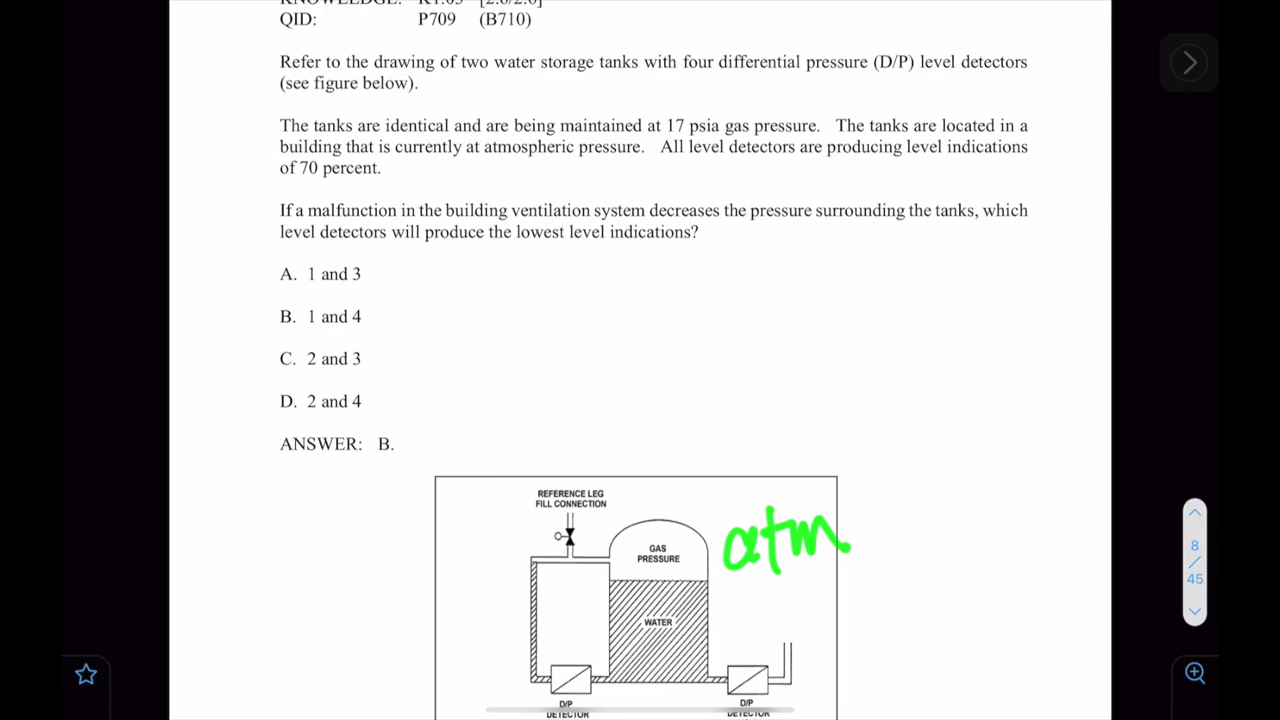 QID: P709 (B710)
Refer to the drawing of two water storage tanks with four differential pressure (D/P) level detectors
(see figure below).
The tanks are identical and are being maintained at 17 psia gas pressure. The tanks are located in a
building that is currently at atmospheric pressure. All level detectors are producing level indications
of 70 percent.
If a malfunction in the building ventilation system decreases the pressure surrounding the tanks, which
level detectors will produce the lowest level indications?
A. 1 and 3
B. 1 and 4
C. 2 and 3
D. 2 and 4
ANSWER: B.
REFERENCE LEG
FILL CONNECTION
GAS
PRESSURE
atm
WATER
D/P
DETECTOR
D/P
DETECTOR
8
/
45